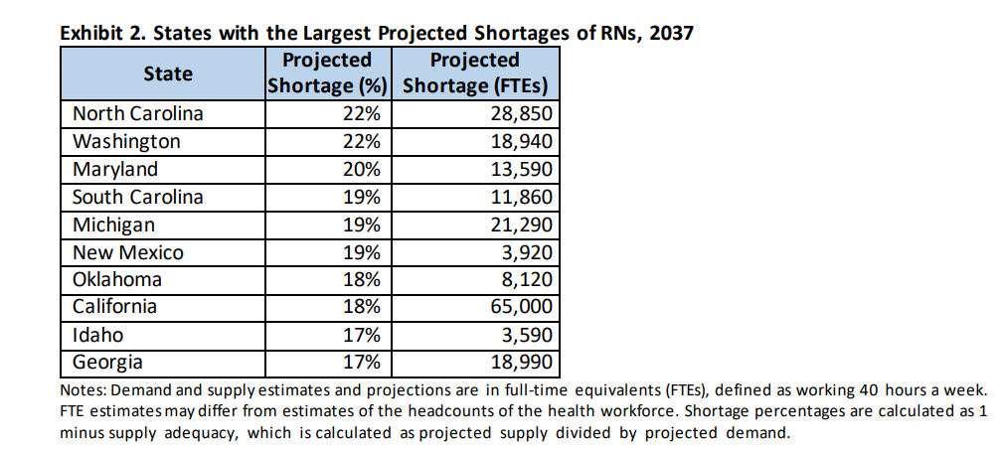 Exhibit 2. States with the Largest Projected Shortages of RNs, 2037
State Projected Shortage (%) Projected Shortage (FTEs)
North Carolina 22% 28,850
Washington 22% 18,940
Maryland 20% 13,590
South Carolina 19% 11,860
Michigan 19% 21,290
New Mexico 19% 3,920
Oklahoma 18% 8,120
California 18% 65,000
Idaho 17% 3,590
Georgia 17% 18,990
Notes: Demand and supply estimates and projections are in full-time equivalents (FTEs), defined as working 40 hours a week.
FTE estimates may differ from estimates of the headcounts of the health workforce. Shortage percentages are calculated as 1
minus supply adequacy, which is calculated as projected supply divided by projected demand.